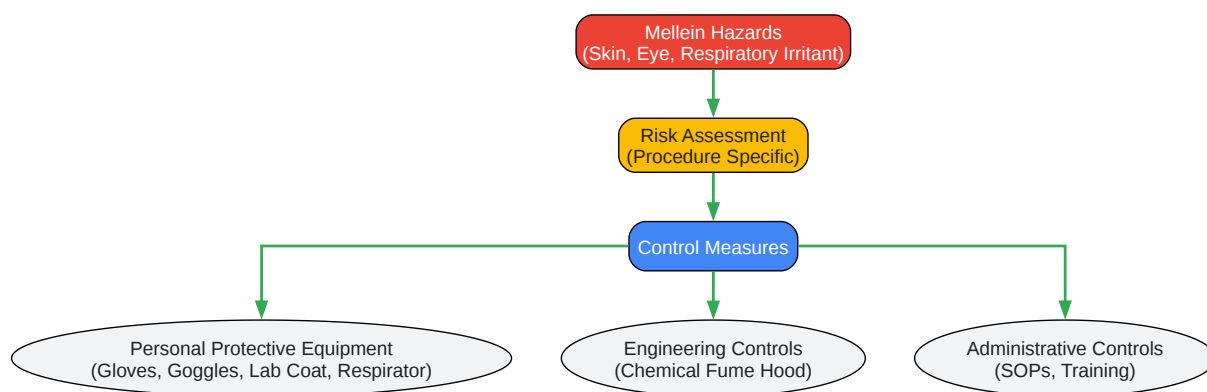 Mellein Hazards
(Skin, Eye, Respiratory Irritant)
Risk Assessment
(Procedure Specific)
Control Measures
Personal Protective Equipment
(Gloves, Goggles, Lab Coat, Respirator)
Engineering Controls
(Chemical Fume Hood)
Administrative Controls
(SOPs, Training)